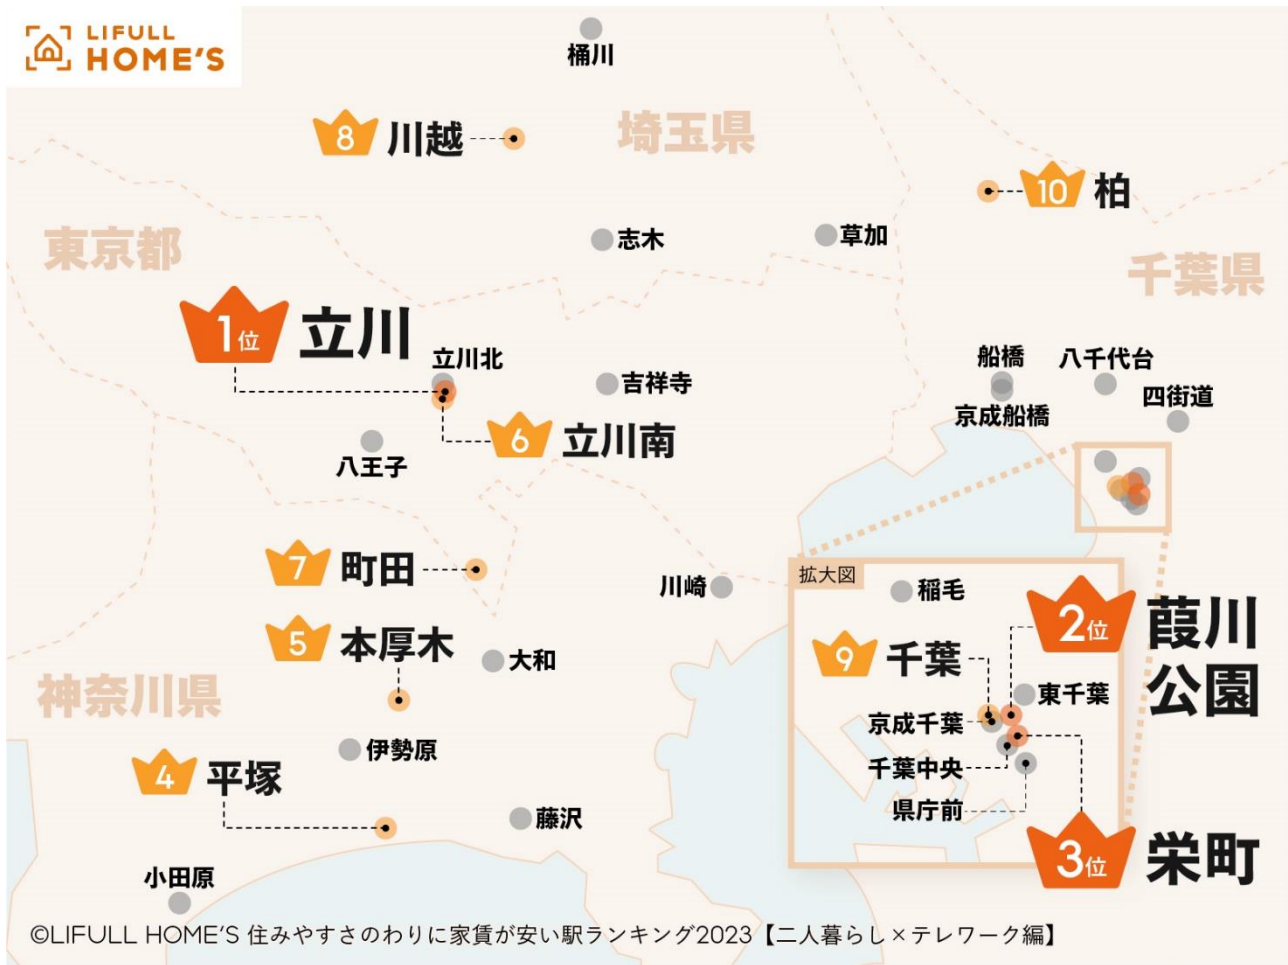 LIFULL
HOME'S
桶川
8
川越
埼玉県
10
柏
東京都
志木
草加
千葉県
1位
立川
立川北
吉祥寺
船橋
京成船橋
八千代台
四街道
6
立川南
八王子
7
町田
川崎
拡大図
稲毛
2位
葭川
公園
5
本厚木
大和
9
千葉
東千葉
神奈川県
京成千葉
伊勢原
千葉中央
4
平塚
県庁前
藤沢
3位
栄町
小田原
©LIFULL HOME'S 住みやすさのわりに家賃が安い駅ランキング2023【二人暮らし×テレワーク編】